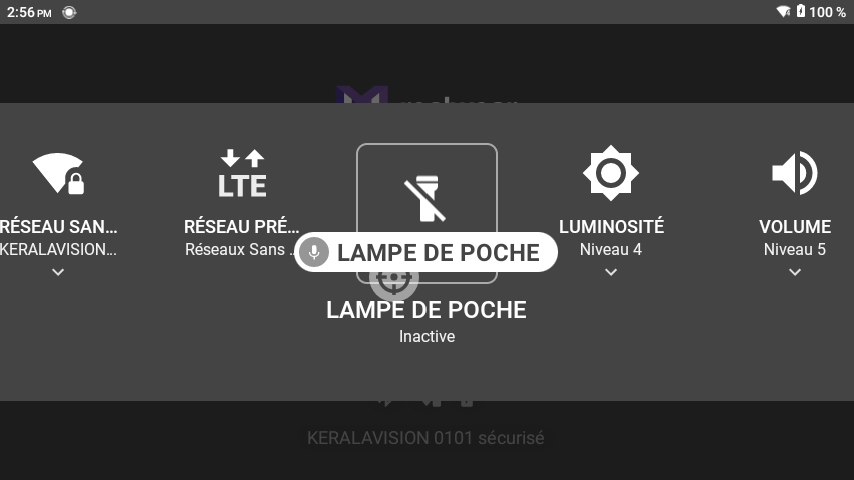 2:56 PM
100 %
RÉSEAU SAN…
KERALAVISION…
RÉSEAU PRÉ…
Réseaux Sans …
LTE
LAMPE DE POCHE
LAMPE DE POCHE
Inactive
LUMINOSITÉ
Niveau 4
VOLUME
Niveau 5
KERALAVISION 0101 sécurisé